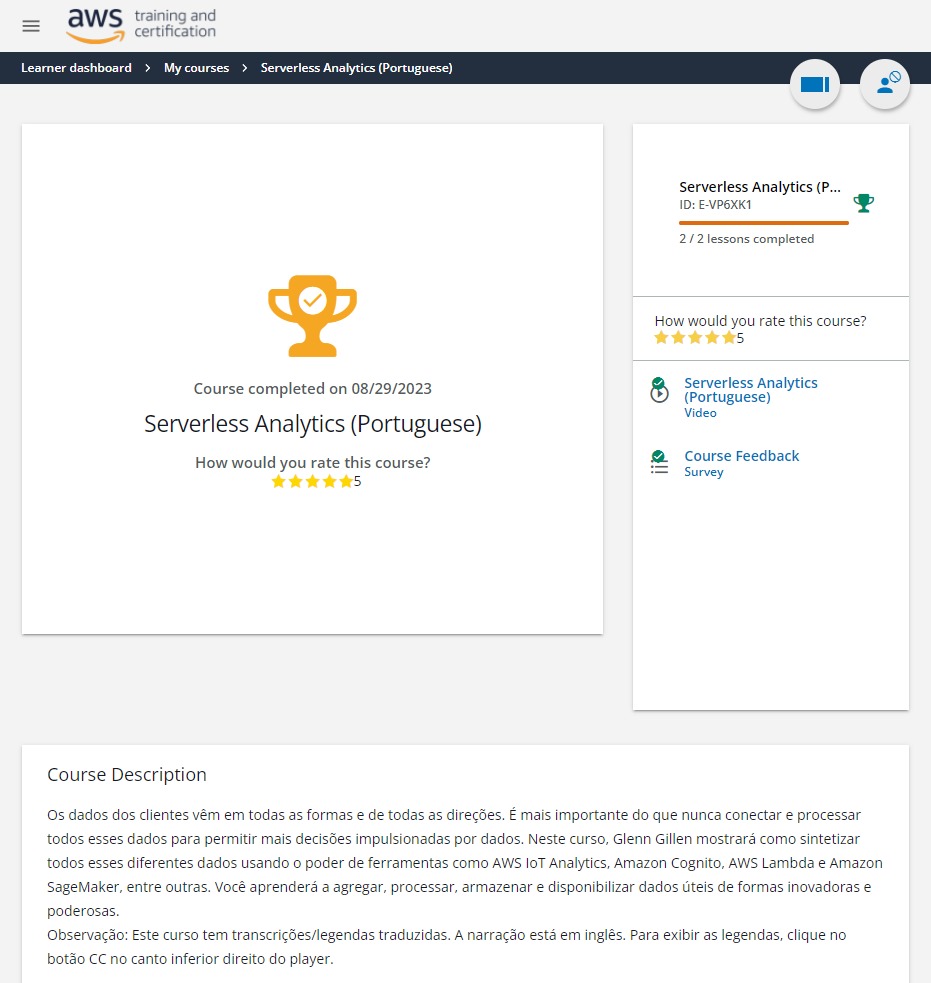 aws training and
certification
Learner dashboard > My courses > Serverless Analytics (Portuguese)
Course completed on 08/29/2023
Serverless Analytics (Portuguese)
How would you rate this course?
5
Serverless Analytics (P...
ID: E-VP6XK1
2 / 2 lessons completed
How would you rate this course?
5
Serverless Analytics
(Portuguese)
Video
Course Feedback
Survey
Course Description
Os dados dos clientes vêm em todas as formas e de todas as direções. É mais importante do que nunca conectar e processar
todos esses dados para permitir mais decisões impulsionadas por dados. Neste curso, Glenn Gillen mostrará como sintetizar
todos esses diferentes dados usando o poder de ferramentas como AWS IoT Analytics, Amazon Cognito, AWS Lambda e Amazon
SageMaker, entre outras. Você aprenderá a agregar, processar, armazenar e disponibilizar dados úteis de formas inovadoras e
poderosas.
Observação: Este curso tem transcrições/legendas traduzidas. A narração está em inglês. Para exibir as legendas, clique no
botão CC no canto inferior direito do player.